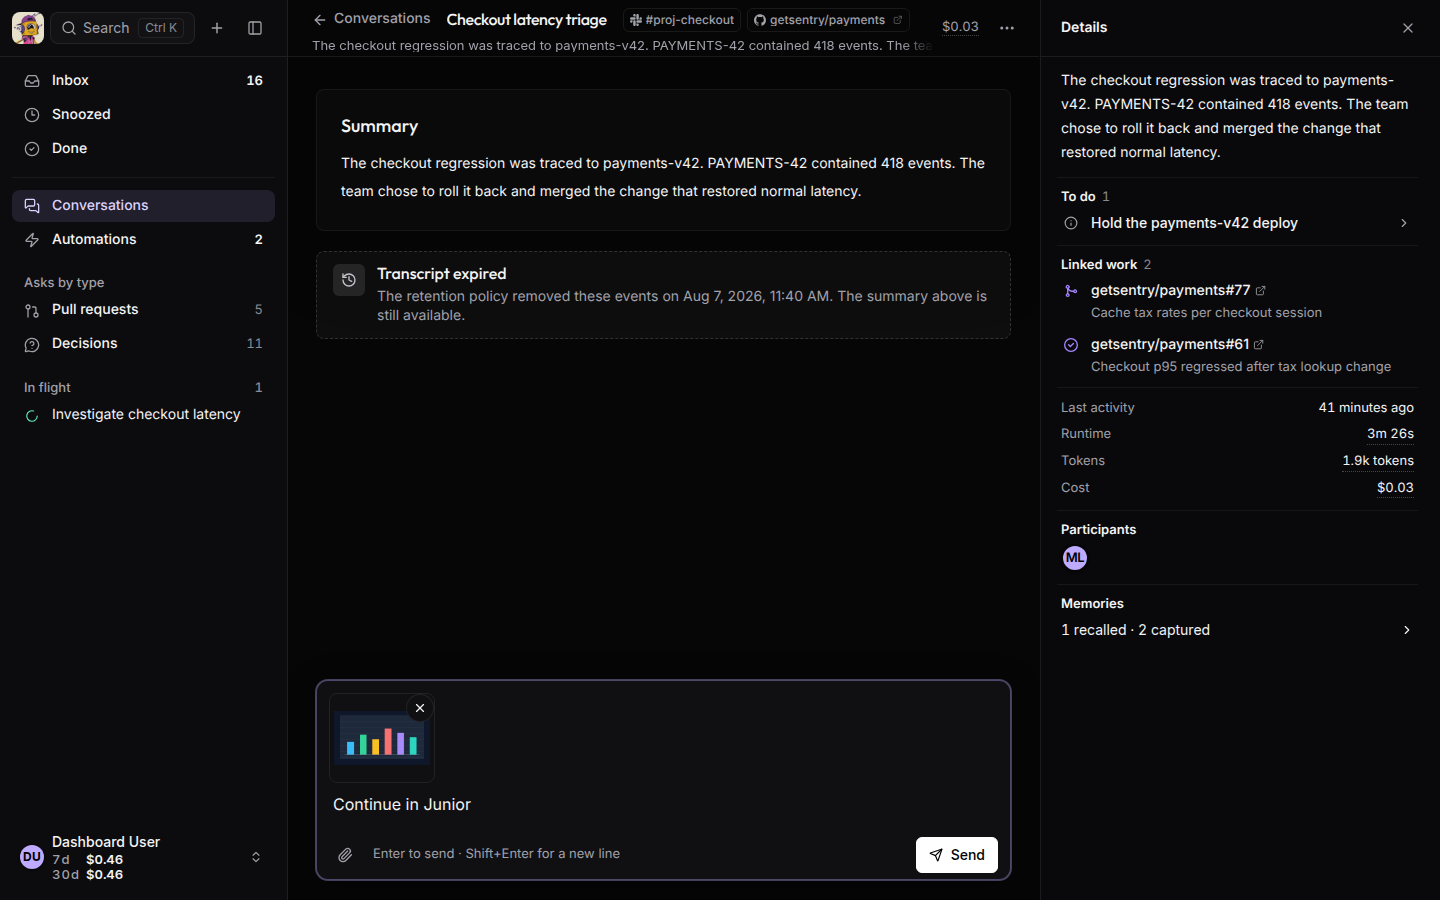 Search Ctrl K
Inbox 16
Snoozed
Done
Conversations
Automations 2
Asks by type
Pull requests 5
Decisions 11
In flight 1
Investigate checkout latency
DU
Dashboard User
7d $0.46
30d $0.46
Conversations Checkout latency triage #proj-checkout getsentry/payments $0.03
The checkout regression was traced to payments-v42. PAYMENTS-42 contained 418 events. The tea
Summary
The checkout regression was traced to payments-v42. PAYMENTS-42 contained 418 events. The
team chose to roll it back and merged the change that restored normal latency.
Transcript expired
The retention policy removed these events on Aug 7, 2026, 11:40 AM. The summary above is
still available.
Continue in Junior
Enter to send · Shift+Enter for a new line
Send
Details
The checkout regression was traced to payments-
v42. PAYMENTS-42 contained 418 events. The team
chose to roll it back and merged the change that
restored normal latency.
To do 1
Hold the payments-v42 deploy
Linked work 2
getsentry/payments#77
Cache tax rates per checkout session
getsentry/payments#61
Checkout p95 regressed after tax lookup change
Last activity 41 minutes ago
Runtime 3m 26s
Tokens 1.9k tokens
Cost $0.03
Participants
ML
Memories
1 recalled · 2 captured